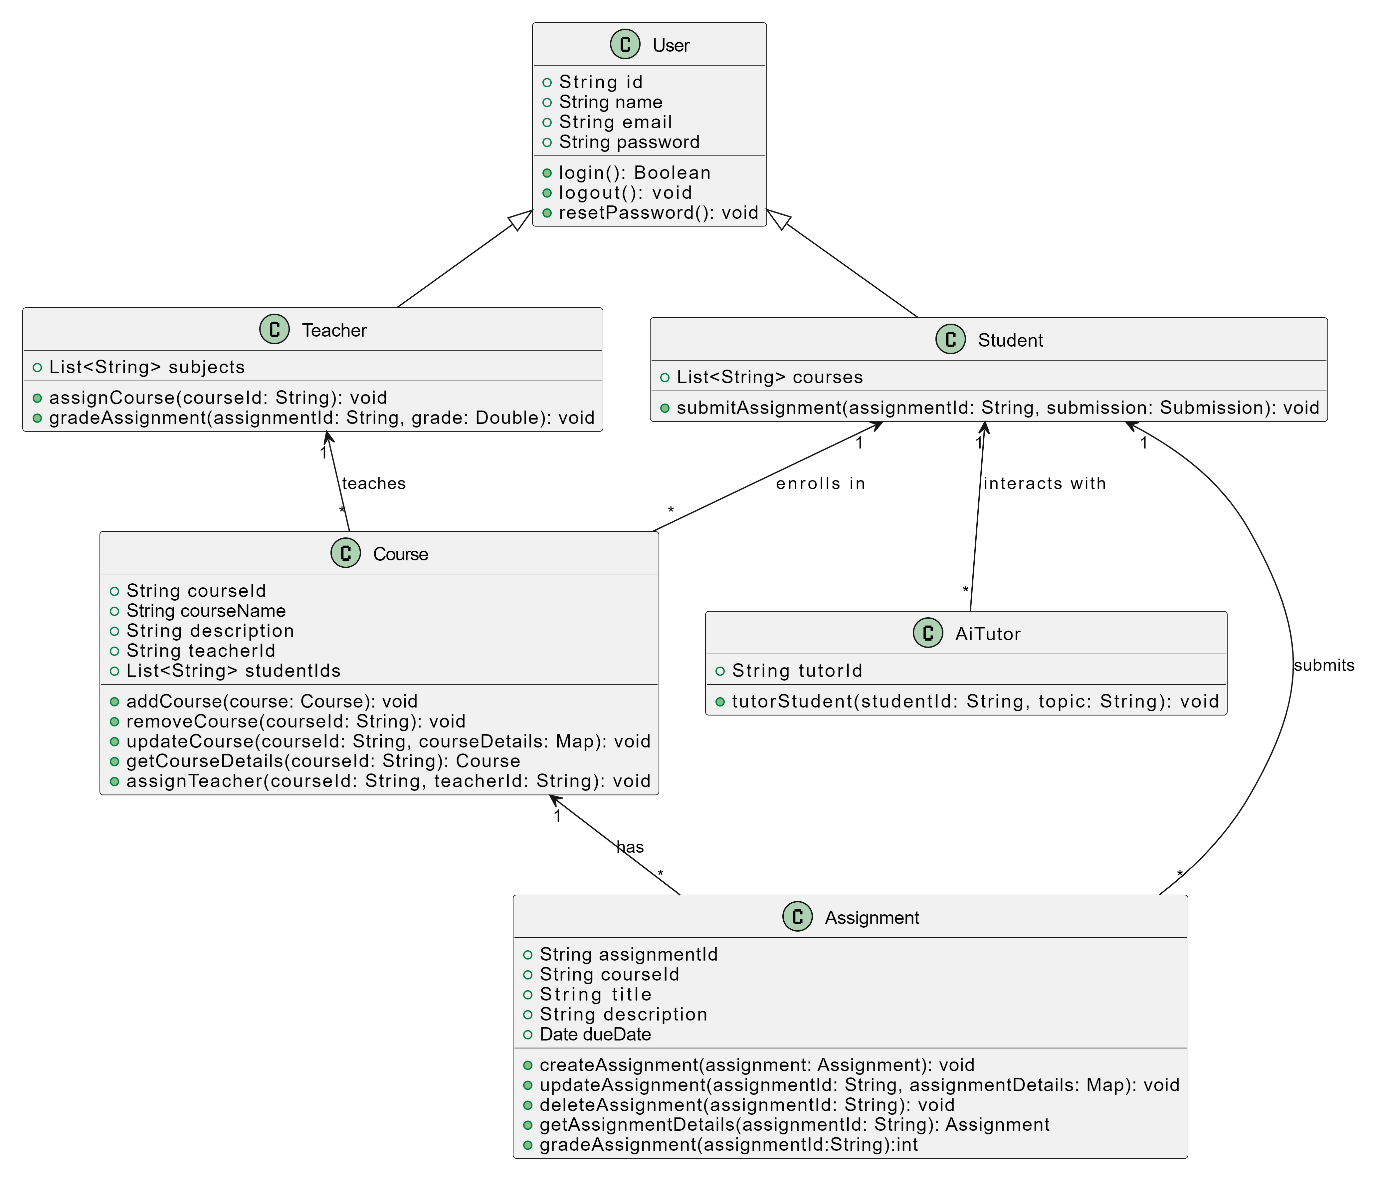 C User
String id
String name
String email
String password
login(): Boolean
logout(): void
resetPassword(): void
C Teacher
List<String> subjects
assignCourse(courseId: String): void
gradeAssignment(assignmentId: String, grade: Double): void
C Student
List<String> courses
submitAssignment(assignmentId: String, submission: Submission): void
1
teaches
*
1
enrolls in
*
1
interacts with
*
1
submits
*
C Course
String courseId
String courseName
String description
String teacherId
List<String> studentIds
addCourse(course: Course): void
removeCourse(courseId: String): void
updateCourse(courseId: String, courseDetails: Map): void
getCourseDetails(courseId: String): Course
assignTeacher(courseId: String, teacherId: String): void
C AiTutor
String tutorId
tutorStudent(studentId: String, topic: String): void
1
has
*
C Assignment
String assignmentId
String courseId
String title
String description
Date dueDate
createAssignment(assignment: Assignment): void
updateAssignment(assignmentId: String, assignmentDetails: Map): void
deleteAssignment(assignmentId: String): void
getAssignmentDetails(assignmentId: String): Assignment
gradeAssignment(assignmentId:String):int